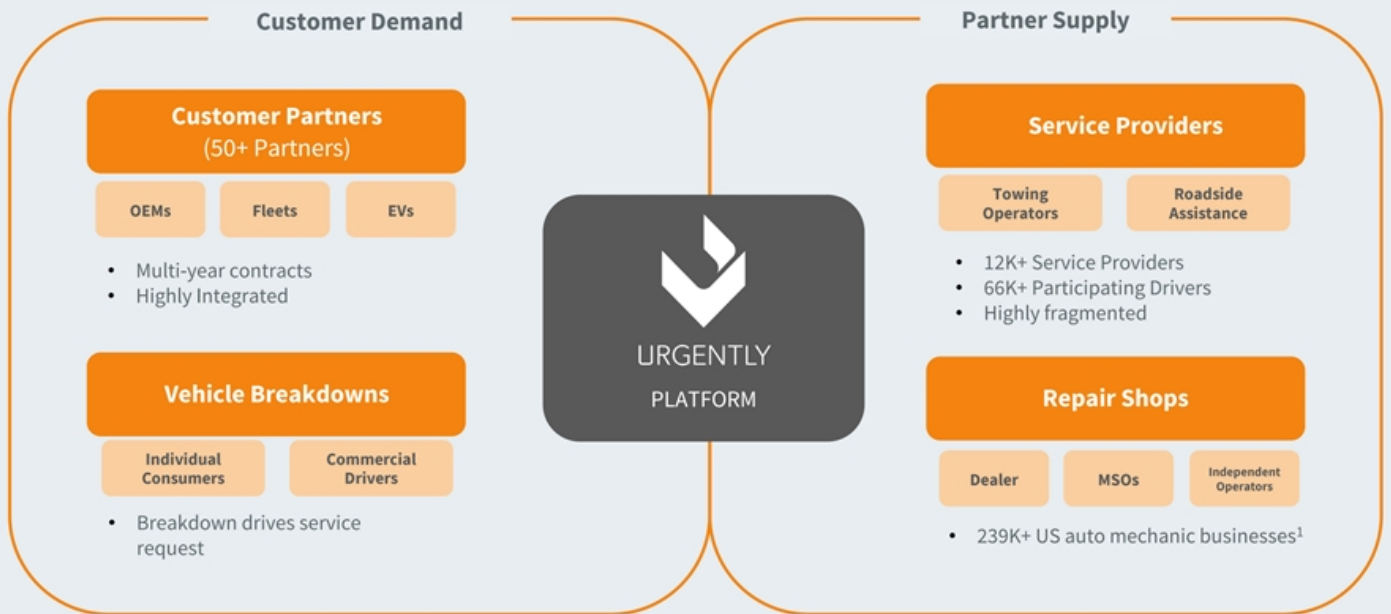 Customer Demand
Customer Partners
(50+ Partners)
OEMs
Fleets
EVs
• Multi-year contracts
• Highly Integrated
Vehicle Breakdowns
Individual
Consumers
Commercial
Drivers
• Breakdown drives service
request
URGENTLY
PLATFORM
Partner Supply
Service Providers
Towing
Operators
Roadside
Assistance
• 12K+ Service Providers
• 66K+ Participating Drivers
• Highly fragmented
Repair Shops
Dealer
MSOs
Independent
Operators
• 239K+ US auto mechanic businesses¹